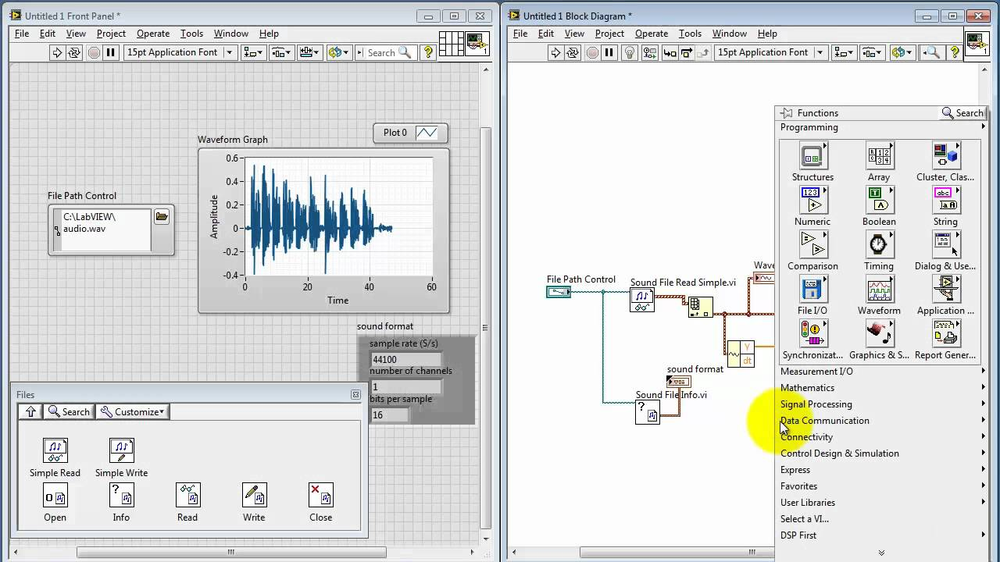 Untitled 1 Front Panel *
File Edit View Project Operate Tools Window Help
15pt Application Font
Search
1
Plot 0
Waveform Graph
0.6
0.4
0.2
0
-0.2
-0.4
Amplitude
0 20 40 60
Time
File Path Control
C:\LabVIEW\
audio.wav
sound format
sample rate (S/s)
44100
number of channels
1
bits per sample
16
Files
Search Customize
Simple Read Simple Write
Open Info Read Write Close
Untitled 1 Block Diagram *
File Edit View Project Operate Tools Window Help
15pt Application Font
1
File Path Control
Sound File Read Simple.vi
Wave
Y
dt
sound format
Sound File Info.vi
Functions Search
Programming
Structures Array Cluster, Clas...
Numeric Boolean String
Comparison Timing Dialog & Use...
File I/O Waveform Application ...
Synchronizat... Graphics & S... Report Gener...
Measurement I/O
Mathematics
Signal Processing
Data Communication
Connectivity
Control Design & Simulation
Express
Favorites
User Libraries
Select a VI...
DSP First